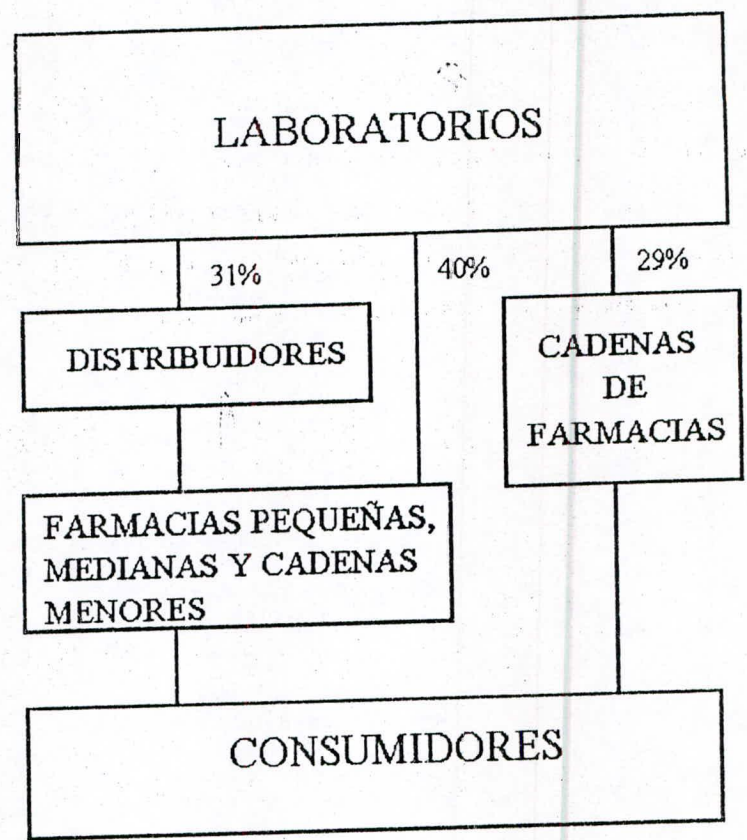 LABORATORIOS
31%
40%
29%
DISTRIBUIDORES
CADENAS
DE
FARMACIAS
FARMACIAS PEQUEÑAS,
MEDIANAS Y CADENAS
MENORES
CONSUMIDORES